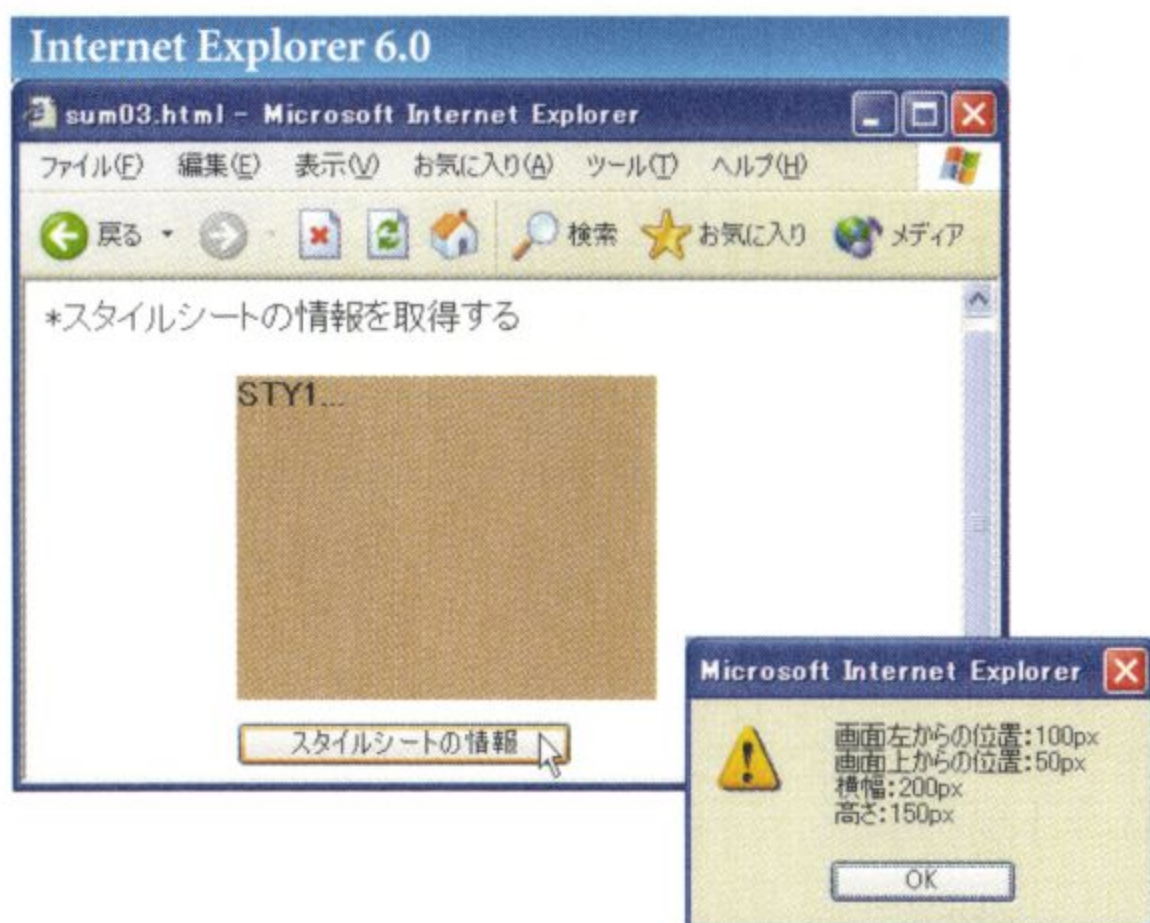 Internet Explorer 6.0
sum03.html - Microsoft Internet Explorer
ファイル(F) 編集(E) 表示(V) お気に入り(A) ツール(T) ヘルプ(H)
戻る 検索 お気に入り メディア
*スタイルシートの情報を取得する
STY1...
スタイルシートの情報
Microsoft Internet Explorer
画面左からの位置:100px
画面上からの位置:50px
横幅:200px
高さ:150px
OK